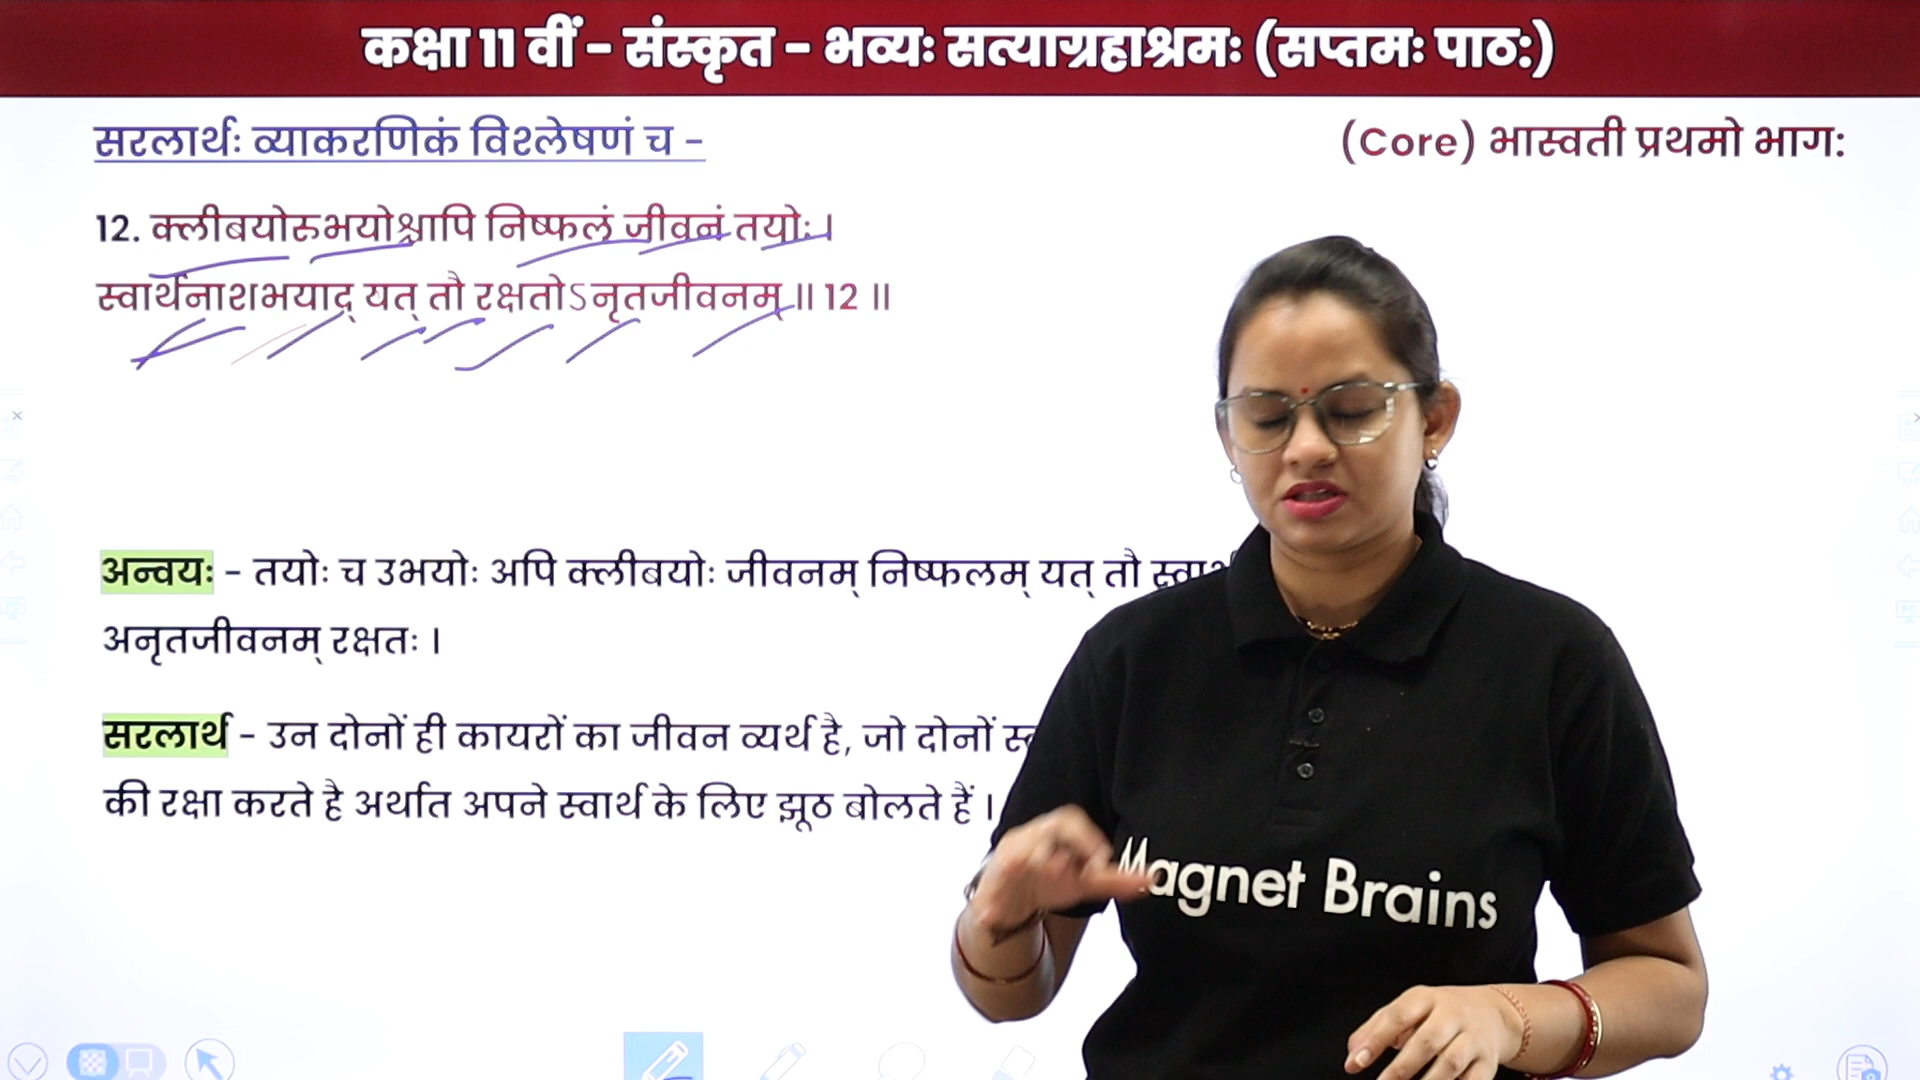 कक्षा 11 वीं - संस्कृत - भव्यः सत्याग्रहाश्रमः (सप्तमः पाठः)
सरलार्थः व्याकरणिकं विश्लेषणं च -
(Core) भास्वती प्रथमो भागः
12. क्लीबयोरुभयोश्चापि निष्फलं जीवनं तयोः ।
स्वार्थनाशभयाद् यत् तौ रक्षतोऽनृतजीवनम् ॥ 12 ॥
अन्वयः - तयोः च उभयोः अपि क्लीबयोः जीवनम् निष्फलम् यत् तौ
अनृतजीवनम् रक्षतः ।
सरलार्थ - उन दोनों ही कायरों का जीवन व्यर्थ है, जो दोनों
की रक्षा करते है अर्थात अपने स्वार्थ के लिए झूठ बोलते हैं ।
Magnet Brains